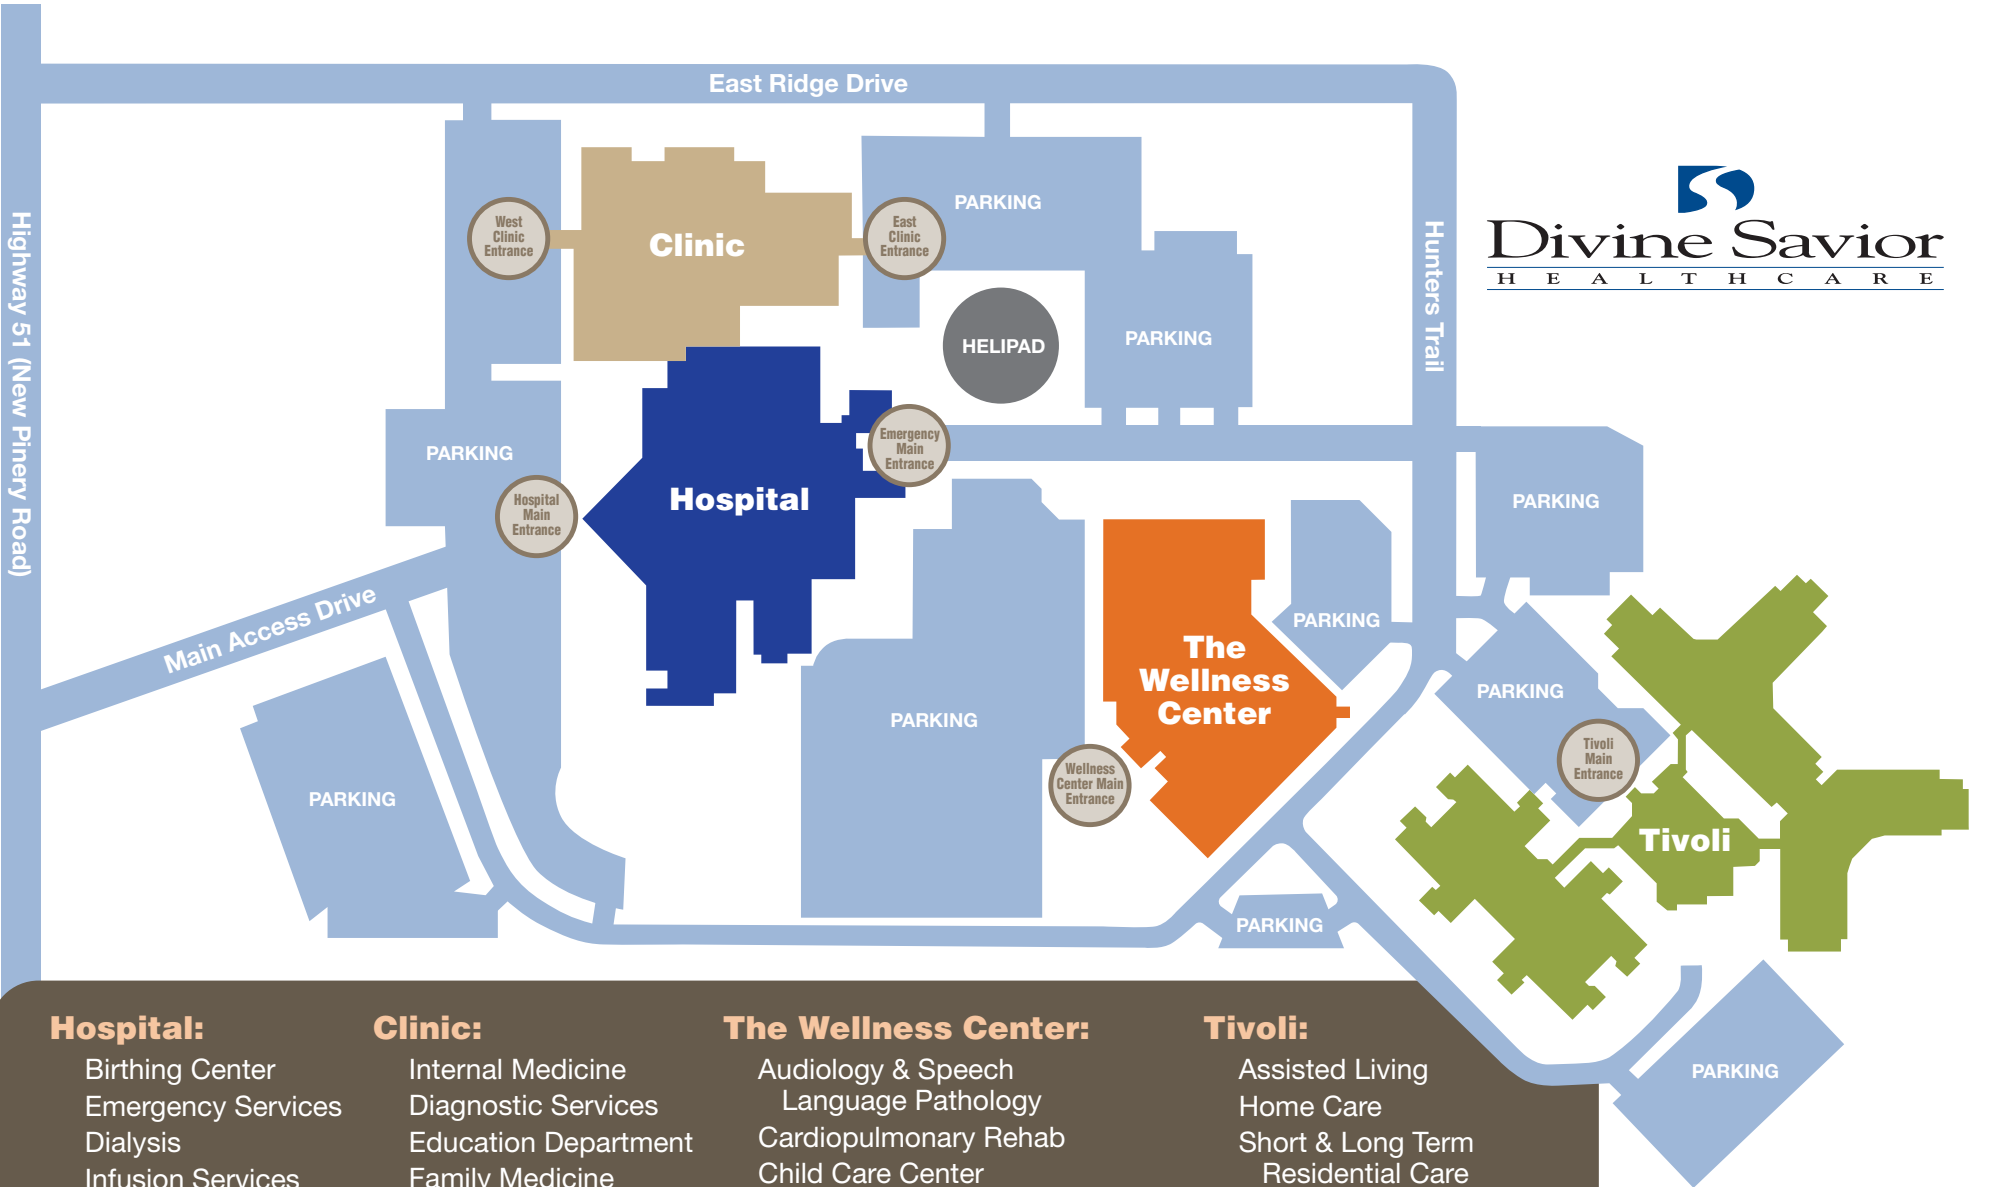 East Ridge Drive
Highway 51 (New Pinery Road)
Hunters Trail
Main Access Drive
Divine Savior
HEALTHCARE
West
Clinic
Entrance
Clinic
East
Clinic
Entrance
PARKING
HELIPAD
PARKING
PARKING
Emergency
Main
Entrance
Hospital
Main
Entrance
Hospital
PARKING
PARKING
The
Wellness
Center
PARKING
PARKING
PARKING
Wellness
Center Main
Entrance
Tivoli
Main
Entrance
PARKING
Tivoli
PARKING
PARKING
Hospital:
Birthing Center
Emergency Services
Dialysis
Infusion Services
Clinic:
Internal Medicine
Diagnostic Services
Education Department
Family Medicine
The Wellness Center:
Audiology & Speech
Language Pathology
Cardiopulmonary Rehab
Child Care Center
Tivoli:
Assisted Living
Home Care
Short & Long Term
Residential Care